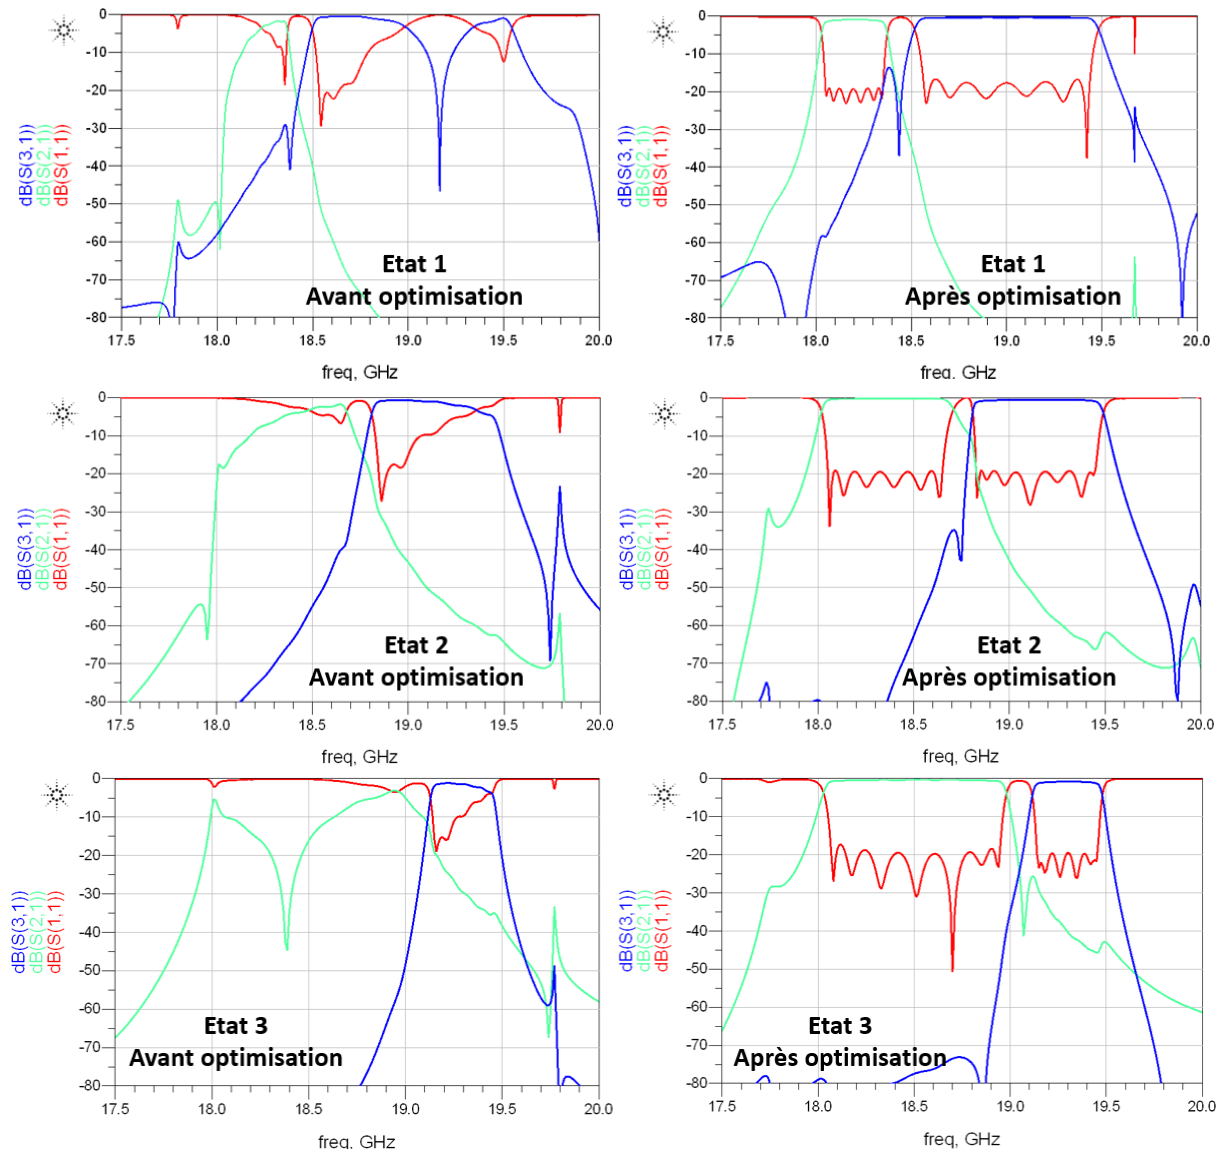 0
-10
-20
-30
-40
-50
-60
-70
-80
dB(S(3,1))
dB(S(2,1))
dB(S(1,1))
Etat 1
Avant optimisation
17.5 18.0 18.5 19.0 19.5 20.0
freq, GHz
0
-10
-20
-30
-40
-50
-60
-70
-80
dB(S(3,1))
dB(S(2,1))
dB(S(1,1))
Etat 1
Après optimisation
17.5 18.0 18.5 19.0 19.5 20.0
freq, GHz
0
-10
-20
-30
-40
-50
-60
-70
-80
dB(S(3,1))
dB(S(2,1))
dB(S(1,1))
Etat 2
Avant optimisation
17.5 18.0 18.5 19.0 19.5 20.0
freq, GHz
0
-10
-20
-30
-40
-50
-60
-70
-80
dB(S(3,1))
dB(S(2,1))
dB(S(1,1))
Etat 2
Après optimisation
17.5 18.0 18.5 19.0 19.5 20.0
freq, GHz
0
-10
-20
-30
-40
-50
-60
-70
-80
dB(S(3,1))
dB(S(2,1))
dB(S(1,1))
Etat 3
Avant optimisation
17.5 18.0 18.5 19.0 19.5 20.0
freq, GHz
0
-10
-20
-30
-40
-50
-60
-70
-80
dB(S(3,1))
dB(S(2,1))
dB(S(1,1))
Etat 3
Après optimisation
17.5 18.0 18.5 19.0 19.5 20.0
freq, GHz